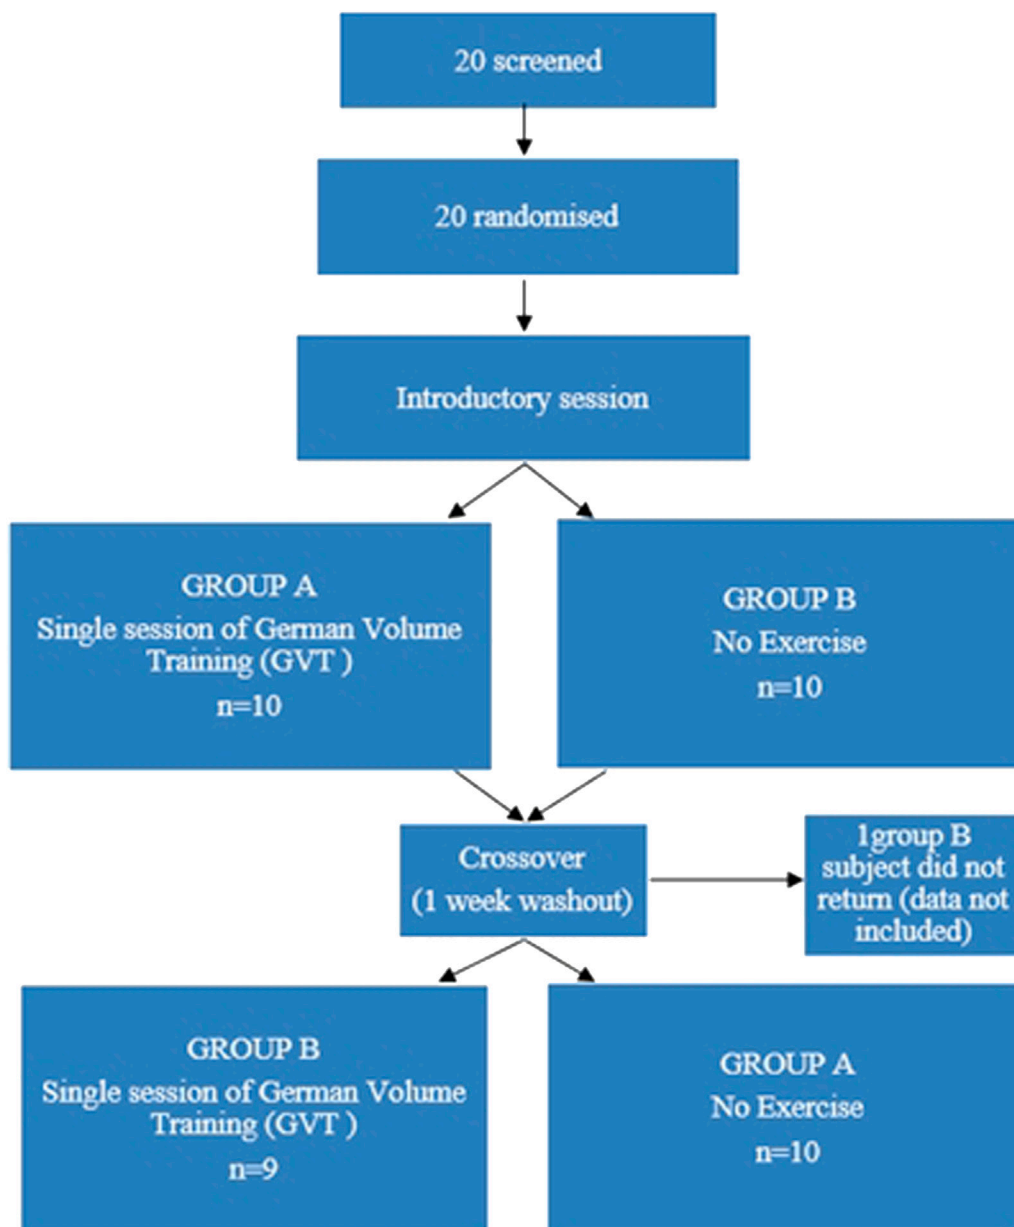 20 screened
20 randomised
Introductory session
GROUP A
Single session of German Volume
Training (GVT )
n=10
GROUP B
No Exercise
n=10
Crossover
(1 week washout)
1group B
subject did not
return (data not
included)
GROUP B
Single session of German Volume
Training (GVT )
n=9
GROUP A
No Exercise
n=10